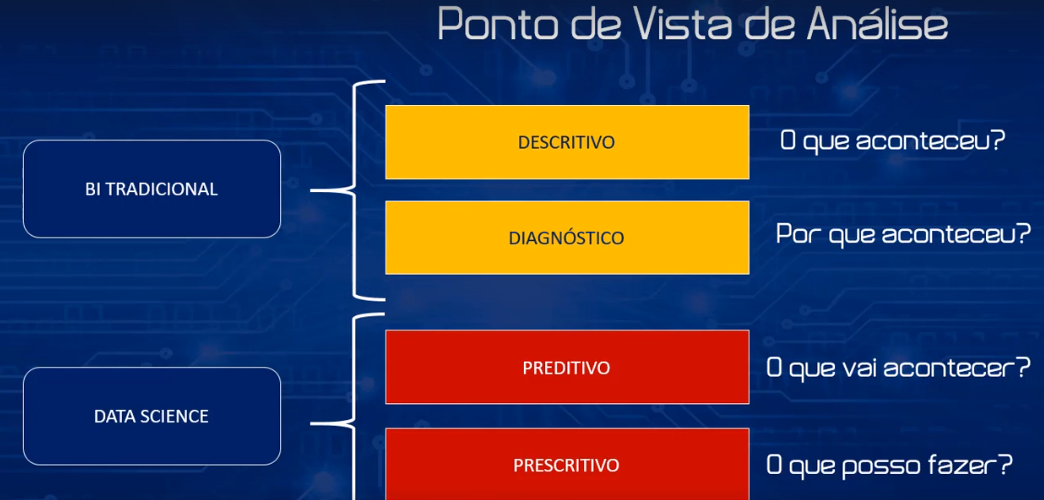 Ponto de Vista de Análise
BI TRADICIONAL
DESCRITIVO
O que aconteceu?
DIAGNÓSTICO
Por que aconteceu?
DATA SCIENCE
PREDITIVO
O que vai acontecer?
PRESCRITIVO
O que posso fazer?